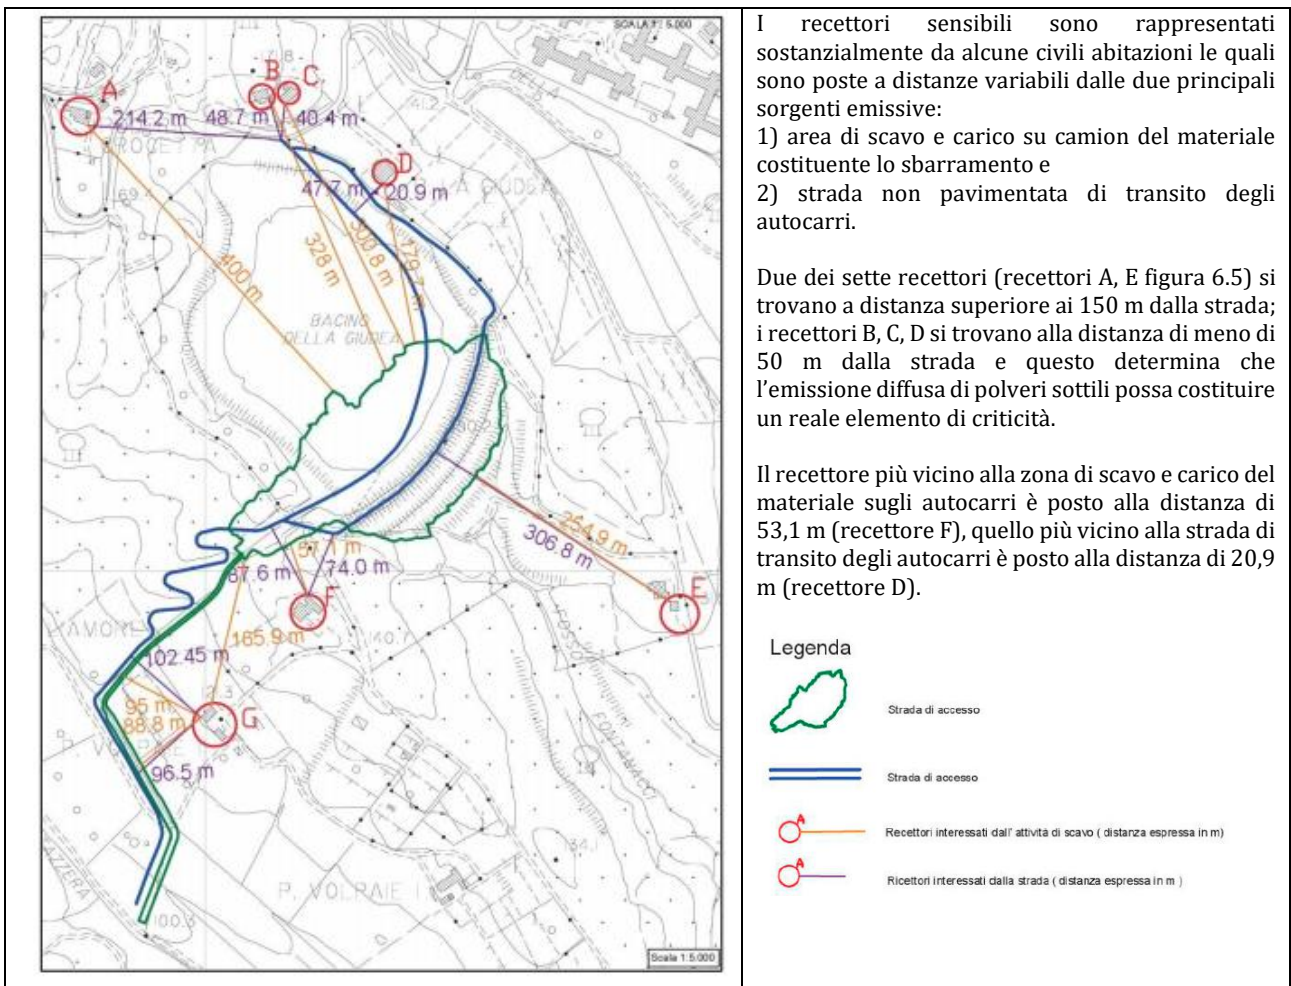 SCALA 1 : 5.000
A
B
C
214.2 m
48.7 m
40.4 m
D
47.7 m
20.9 m
69.4
400 m
328 m
300.8 m
179.7 m
BACINO
DELLA GIUDEA
254.9 m
306.8 m
57.1 m
67.6 m
74.0 m
F
E
165.9 m
102.45 m
95 m
88.8 m
G
96.5 m
FOSSO
FONTANACCI
34.1
P. VOLPAIE I
100.3
Scala 1:5.000
I recettori sensibili sono rappresentati
sostanzialmente da alcune civili abitazioni le quali
sono poste a distanze variabili dalle due principali
sorgenti emissive:
1) area di scavo e carico su camion del materiale
costituente lo sbarramento e
2) strada non pavimentata di transito degli
autocarri.
Due dei sette recettori (recettori A, E figura 6.5) si
trovano a distanza superiore ai 150 m dalla strada;
i recettori B, C, D si trovano alla distanza di meno di
50 m dalla strada e questo determina che
l'emissione diffusa di polveri sottili possa costituire
un reale elemento di criticità.
Il recettore più vicino alla zona di scavo e carico del
materiale sugli autocarri è posto alla distanza di
53,1 m (recettore F), quello più vicino alla strada di
transito degli autocarri è posto alla distanza di 20,9
m (recettore D).
Legenda
Strada di accesso
Strada di accesso
A
Recettori interessati dall' attività di scavo ( distanza espressa in m)
A
Ricettori interessati dalla strada ( distanza espressa in m )